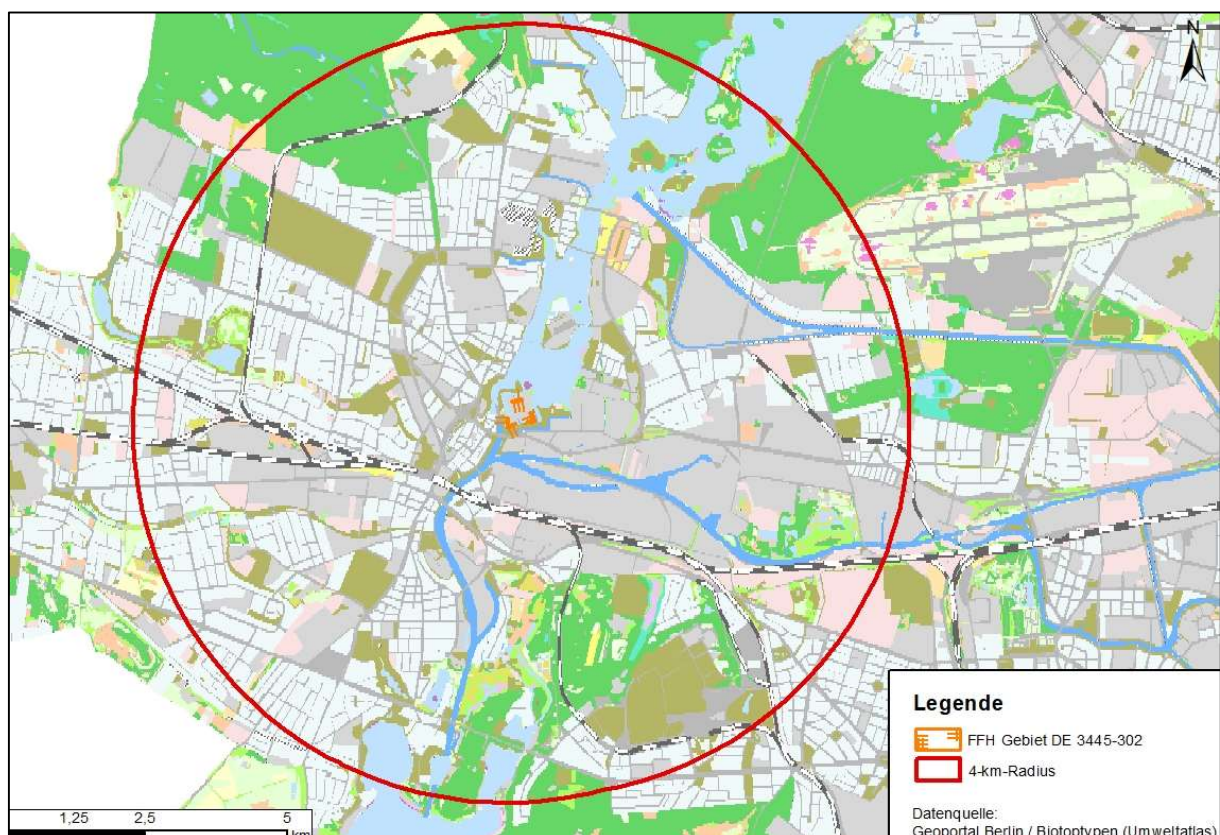 N
Legende
FFH Gebiet DE 3445-302
4-km-Radius
Datenquelle:
Geoportal Berlin / Biotoptypen (Umweltatlas)
1,25 2,5 5
km